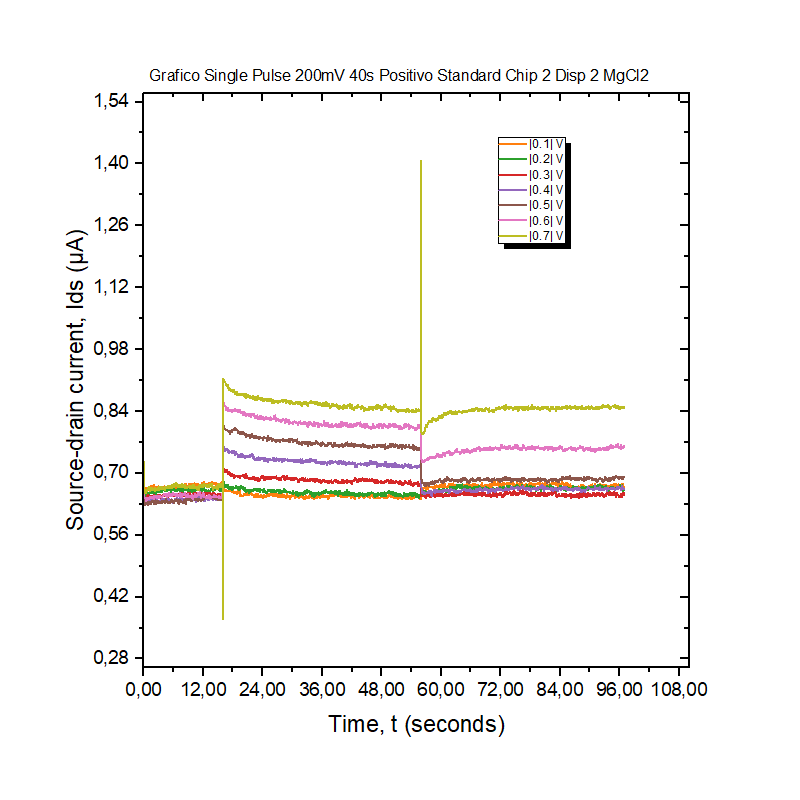 Grafico Single Pulse 200mV 40s Positivo Standard Chip 2 Disp 2 MgCl2
1,54
1,40
1,26
1,12
0,98
0,84
0,70
0,56
0,42
0,28
Source-drain current, Ids (μA)
|0.1| V
|0.2| V
|0.3| V
|0.4| V
|0.5| V
|0.6| V
|0.7| V
0,00 12,00 24,00 36,00 48,00 60,00 72,00 84,00 96,00 108,00
Time, t (seconds)